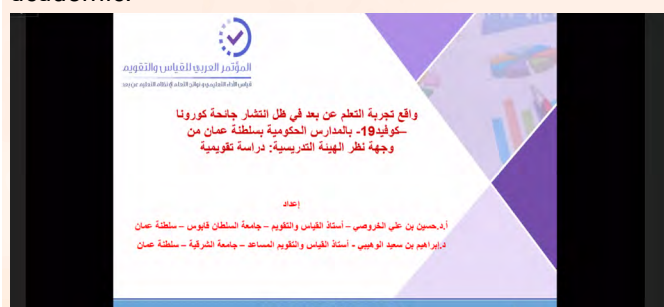 المؤتمر العربي للقياس والتقويم
واقع تجربة التعلم عن بعد في ظل انتشار جائحة كورونا
–كوفيد19- بالمدارس الحكومية بسلطنة عمان من
وجهة نظر الهيئة التدريسية: دراسة تقويمية
إعداد
أ.د.حسين بن علي الخروصي – أستاذ القياس والتقويم – جامعة السلطان قابوس – سلطنة عمان
د.إبراهيم بن سعيد الوهيبي - أستاذ القياس والتقويم المساعد – جامعة الشرقية – سلطنة عمان